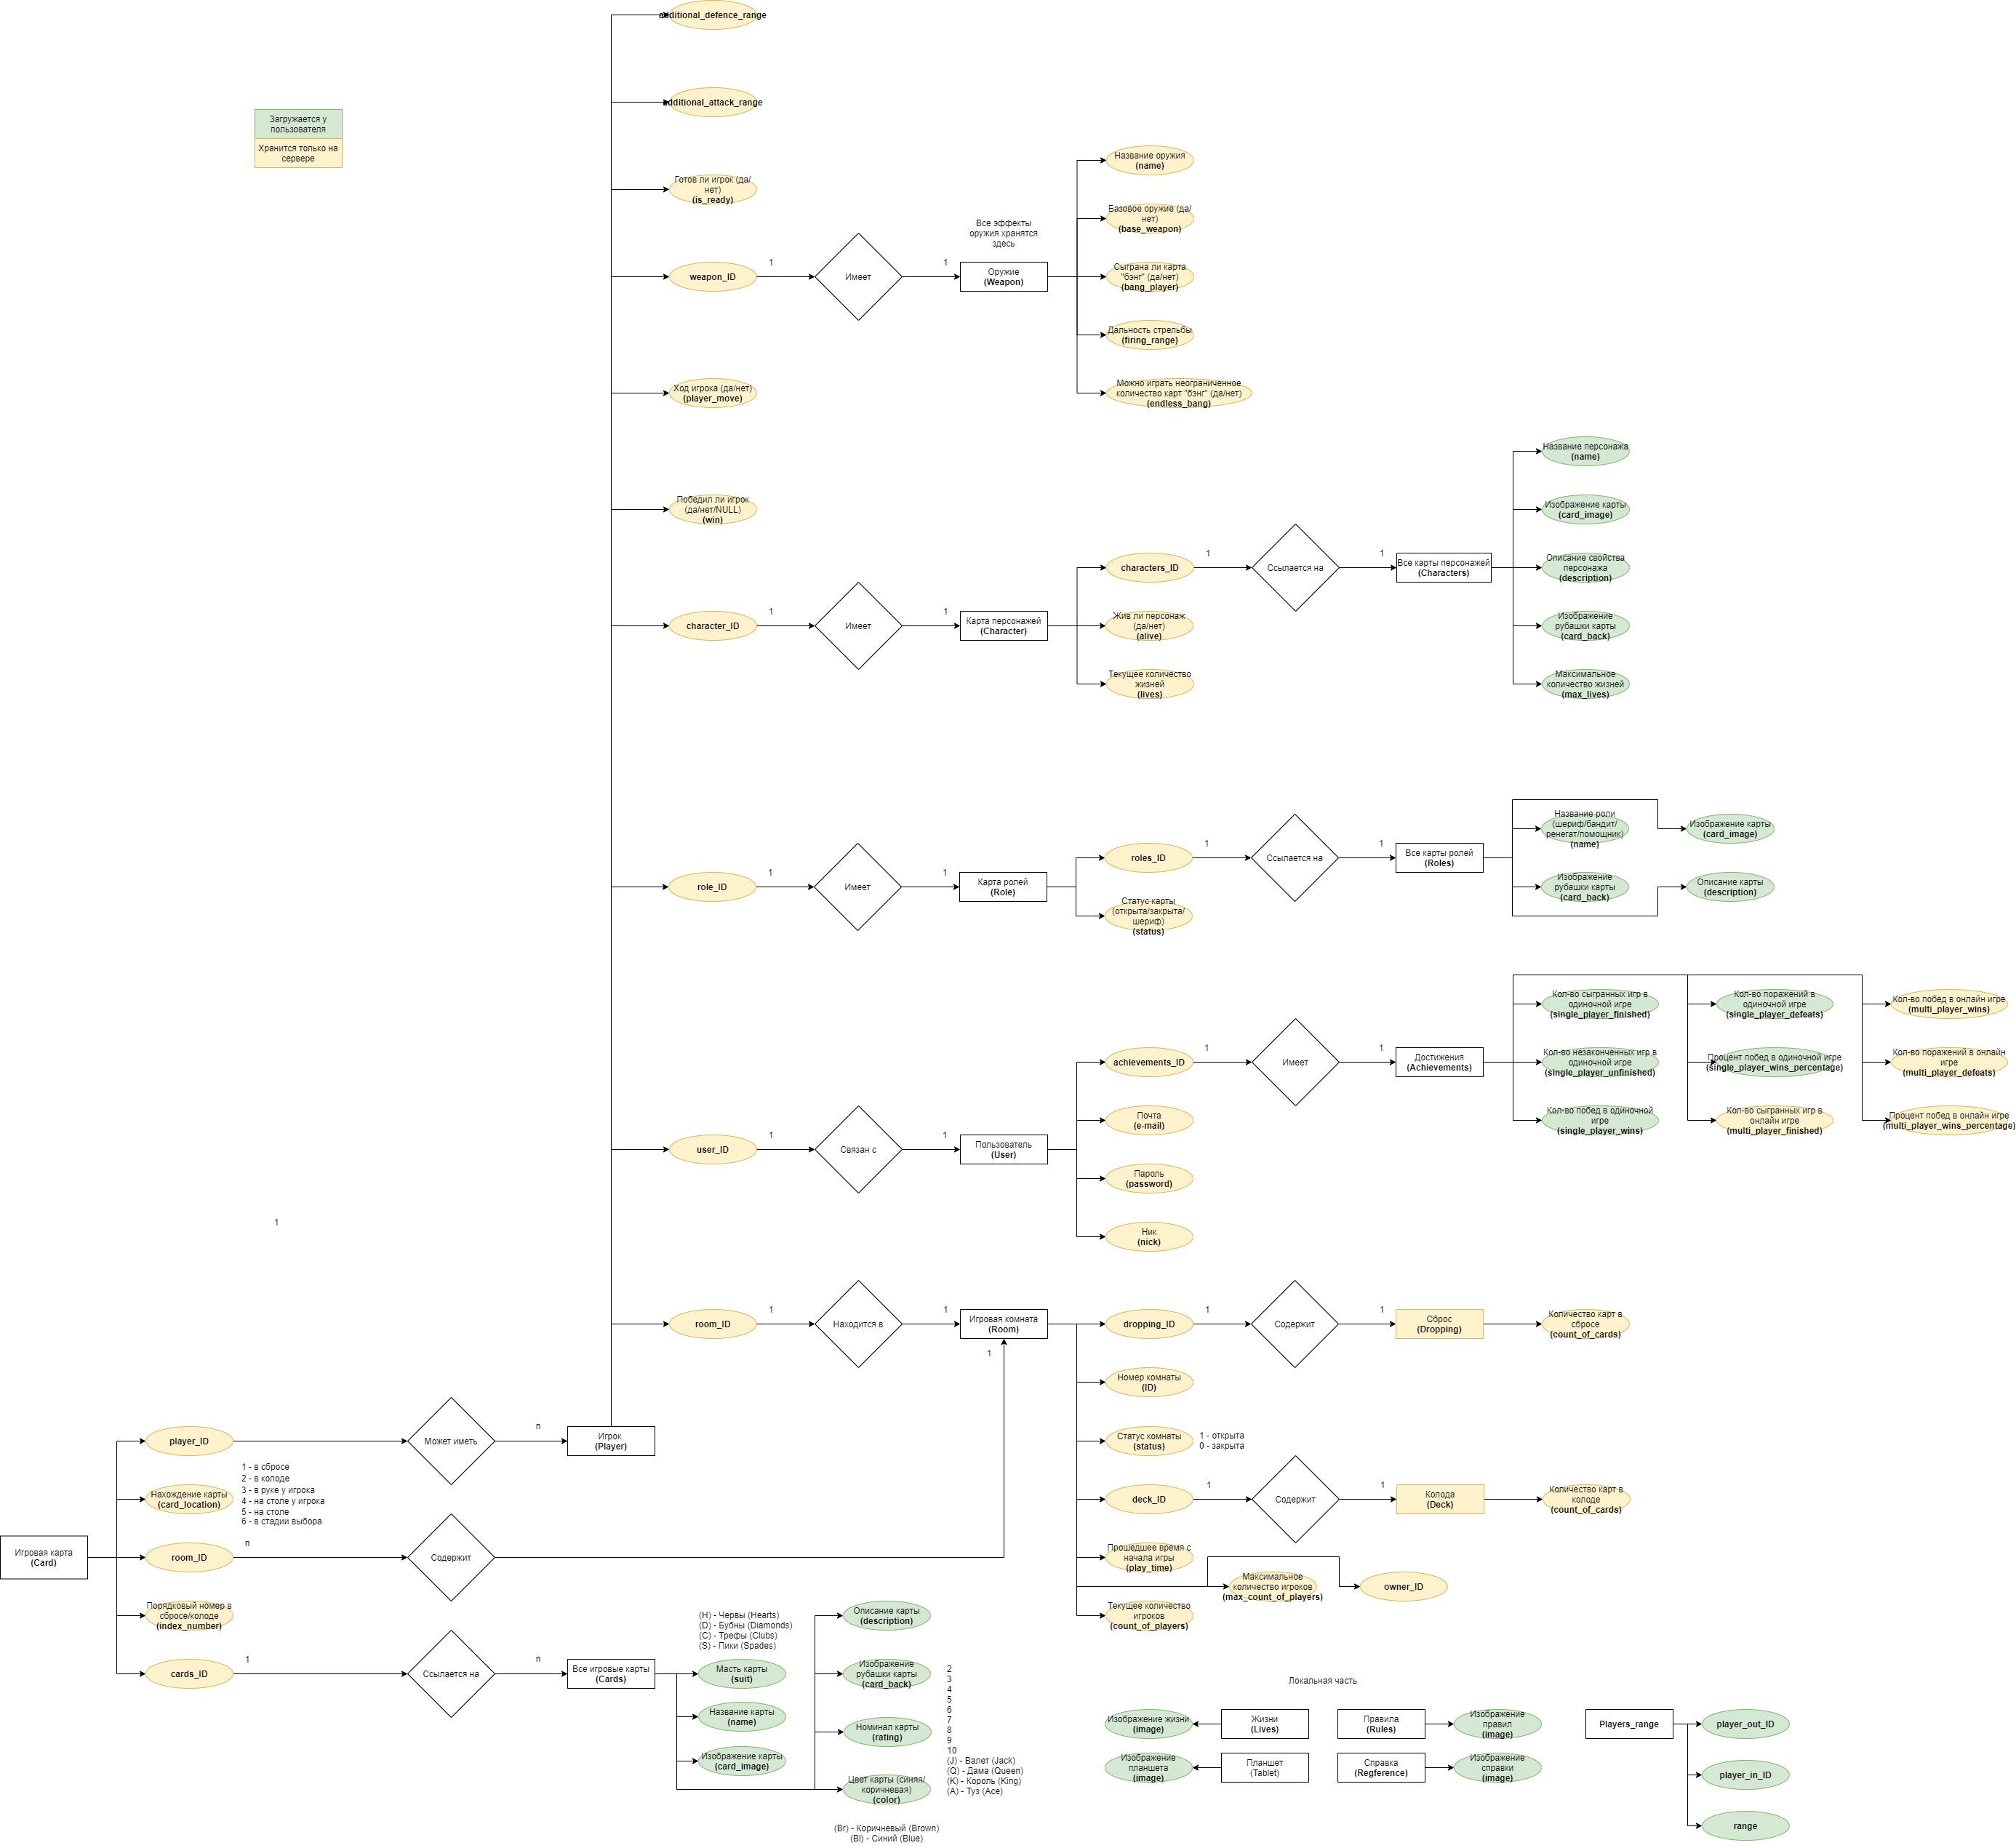 additional_defence_range
additional_attack_range
Загружается у
пользователя
Хранится только на
сервере
Готов ли игрок (да/
нет)
(is_ready)
weapon_ID
1
Имеет
1
Все эффекты
оружия хранятся
здесь
Оружие
(Weapon)
Название оружия
(name)
Базовое оружие (да/
нет)
(base_weapon)
Сыграна ли карта
"бэнг" (да/нет)
(bang_player)
Дальность стрельбы
(firing_range)
Можно играть неограниченное
количество карт "бэнг" (да/нет)
(endless_bang)
Ход игрока (да/нет)
(player_move)
Победил ли игрок
(да/нет/NULL)
(win)
character_ID
1
Имеет
1
Карта персонажей
(Character)
characters_ID
Жив ли персонаж
(да/нет)
(alive)
Текущее количество
жизней
(lives)
1
Ссылается на
1
Все карты персонажей
(Characters)
Название персонажа
(name)
Изображение карты
(card_image)
Описание свойства
персонажа
(description)
Изображение
рубашки карты
(card_back)
Максимальное
количество жизней
(max_lives)
role_ID
1
Имеет
1
Карта ролей
(Role)
roles_ID
Статус карты
(открыта/закрыта/
шериф)
(status)
1
Ссылается на
1
Все карты ролей
(Roles)
Название роли
(шериф/бандит/
ренегат/помощник)
(name)
Изображение карты
(card_image)
Изображение
рубашки карты
(card_back)
Описание карты
(description)
user_ID
1
Связан с
1
Пользователь
(User)
achievements_ID
Почта
(e-mail)
Пароль
(password)
Ник
(nick)
1
Имеет
1
Достижения
(Achievements)
Кол-во сыгранных игр в
одиночной игре
(single_player_finished)
Кол-во незаконченных игр в
одиночной игре
(single_player_unfinished)
Кол-во побед в одиночной
игре
(single_player_wins)
Кол-во поражений в
одиночной игре
(single_player_defeats)
Процент побед в одиночной игре
(single_player_wins_percentage)
Кол-во сыгранных игр в
онлайн игре
(multi_player_finished)
Кол-во побед в онлайн игре
(multi_player_wins)
Кол-во поражений в онлайн
игре
(multi_player_defeats)
Процент побед в онлайн игре
(multi_player_wins_percentage)
1
room_ID
1
Находится в
1
Игровая комната
(Room)
1
dropping_ID
1
Содержит
1
Сброс
(Dropping)
Количество карт в
сбросе
(count_of_cards)
Номер комнаты
(ID)
Статус комнаты
(status)
1 - открыта
0 - закрыта
deck_ID
1
Содержит
1
Колода
(Deck)
Количество карт в
колоде
(count_of_cards)
Прошедшее время с
начала игры
(play_time)
Максимальное
количество игроков
(max_count_of_players)
owner_ID
Текущее количество
игроков
(count_of_players)
Игровая карта
(Card)
player_ID
Может иметь
n
Игрок
(Player)
Нахождение карты
(card_location)
1 - в сбросе
2 - в колоде
3 - в руке у игрока
4 - на столе у игрока
5 - на столе
6 - в стадии выбора
room_ID
n
Содержит
Порядковый номер в
сбросе/колоде
(index_number)
cards_ID
1
Ссылается на
n
Все игровые карты
(Cards)
(H) - Червы (Hearts)
(D) - Бубны (Diamonds)
(C) - Трефы (Clubs)
(S) - Пики (Spades)
Масть карты
(suit)
Название карты
(name)
Изображение карты
(card_image)
Описание карты
(description)
Изображение
рубашки карты
(card_back)
Номинал карты
(rating)
Цвет карты (синяя/
коричневая)
(color)
2
3
4
5
6
7
8
9
10
(J) - Валет (Jack)
(Q) - Дама (Queen)
(K) - Король (King)
(A) - Туз (Ace)
(Br) - Коричневый (Brown)
(Bl) - Синий (Blue)
Локальная часть
Изображение жизни
(image)
Жизни
(Lives)
Правила
(Rules)
Изображение
правил
(image)
Изображение
планшета
(image)
Планшет
(Tablet)
Справка
(Regference)
Изображение
справки
(image)
Players_range
player_out_ID
player_in_ID
range